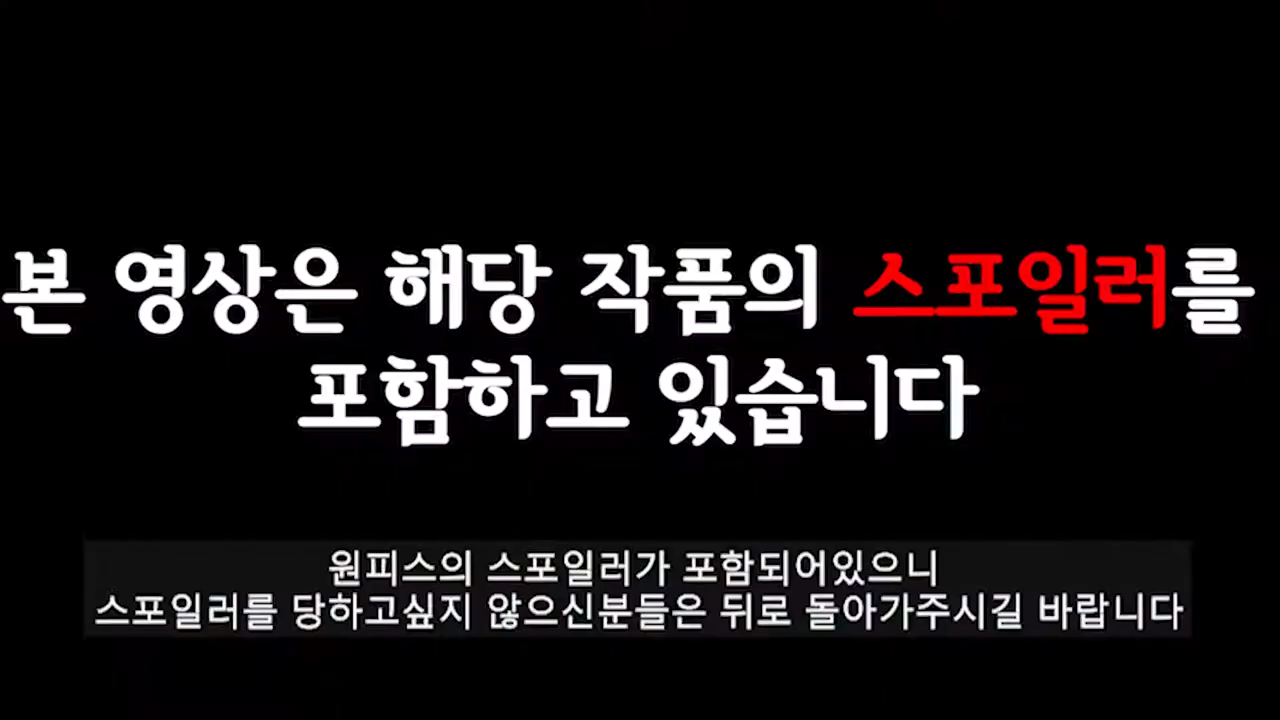 본 영상은 해당 작품의 스포일러를
포함하고 있습니다
원피스의 스포일러가 포함되어있으니
스포일러를 당하고싶지 않으신분들은 뒤로 돌아가주시길 바랍니다